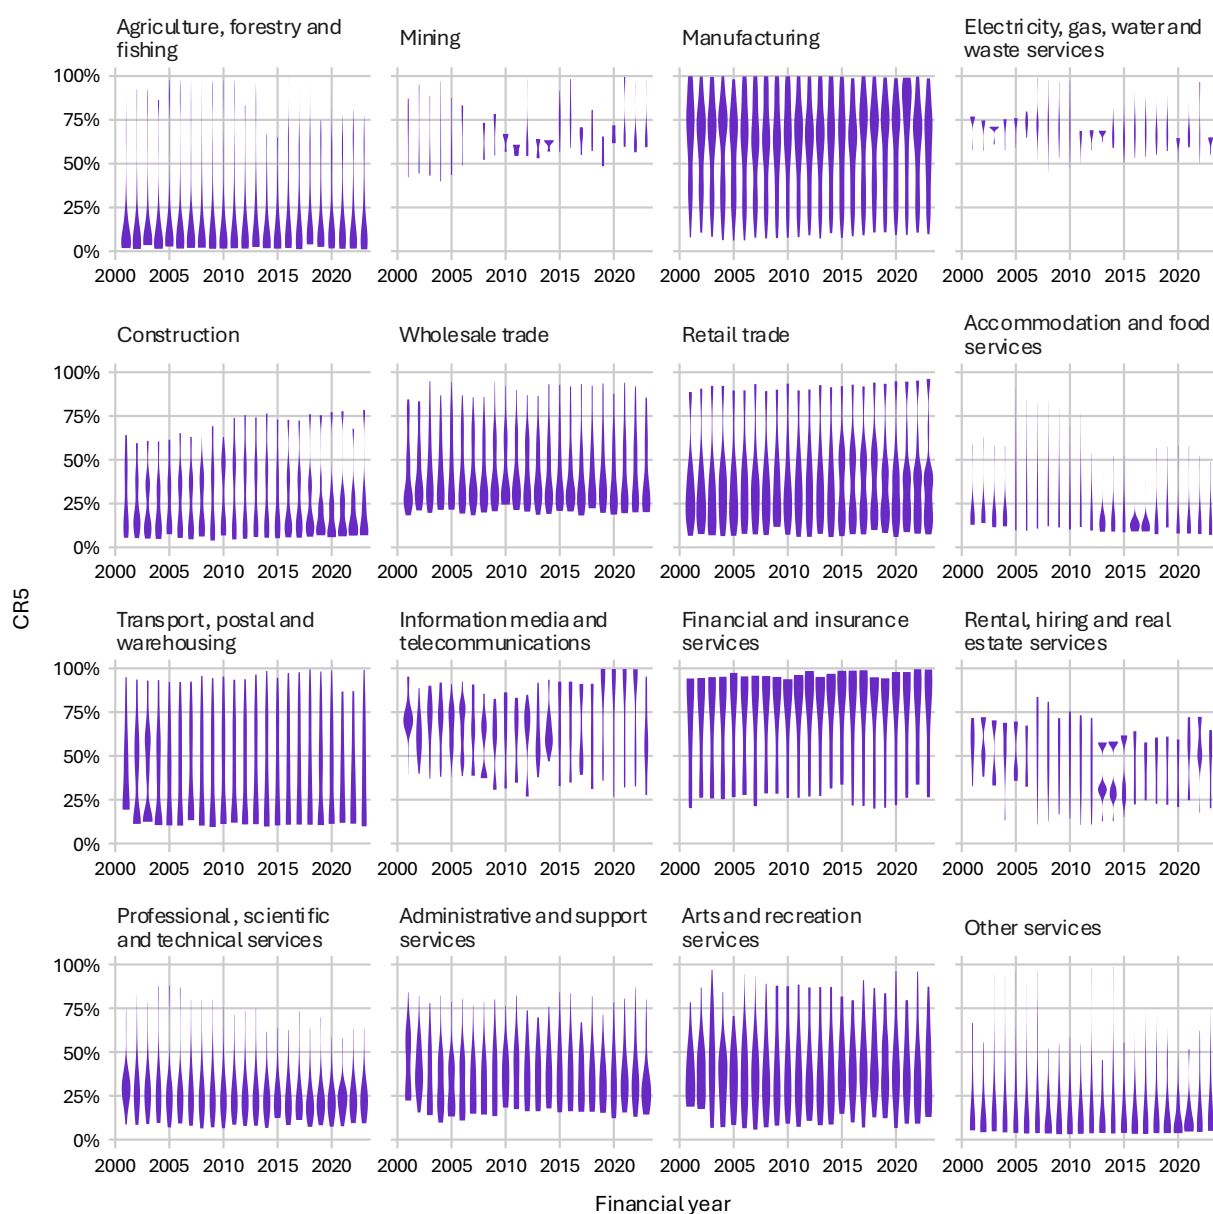 Agriculture, forestry and
fishing
Mining
Manufacturing
Electricity, gas, water and
waste services
100%
75%
50%
25%
0%
2000 2005 2010 2015 2020
2000 2005 2010 2015 2020
2000 2005 2010 2015 2020
2000 2005 2010 2015 2020
Construction
Wholesale trade
Retail trade
Accommodation and food
services
100%
75%
50%
25%
0%
2000 2005 2010 2015 2020
2000 2005 2010 2015 2020
2000 2005 2010 2015 2020
2000 2005 2010 2015 2020
CR5
Transport, postal and
warehousing
Information media and
telecommunications
Financial and insurance
services
Rental, hiring and real
estate services
100%
75%
50%
25%
0%
2000 2005 2010 2015 2020
2000 2005 2010 2015 2020
2000 2005 2010 2015 2020
2000 2005 2010 2015 2020
Professional, scientific
and technical services
Administrative and support
services
Arts and recreation
services
Other services
100%
75%
50%
25%
0%
2000 2005 2010 2015 2020
2000 2005 2010 2015 2020
2000 2005 2010 2015 2020
2000 2005 2010 2015 2020
Financial year